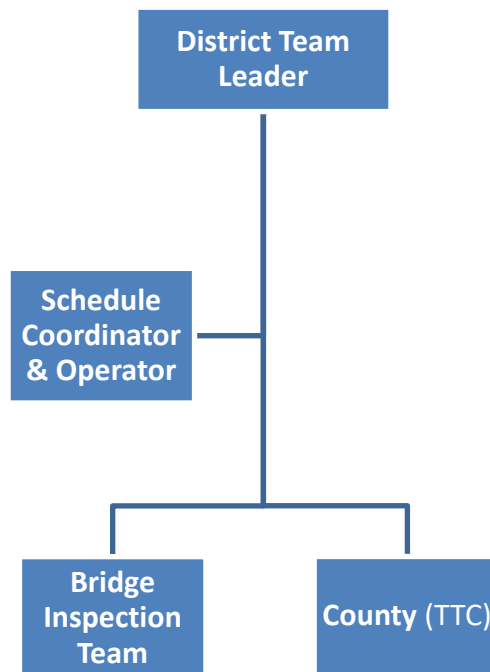 District Team
Leader
Schedule
Coordinator
& Operator
Bridge
Inspection
Team
County (TTC)